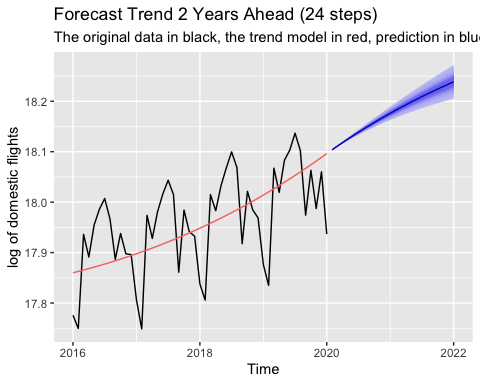 Forecast Trend 2 Years Ahead (24 steps)
The original data in black, the trend model in red, prediction in blue
log of domestic flights
18.2
18.1
18.0
17.9
17.8
2016
2018
2020
2022
Time